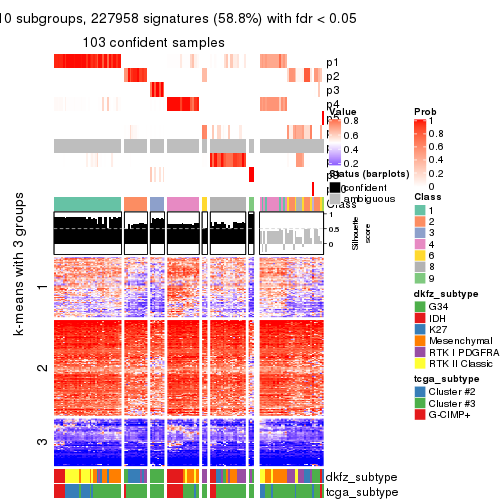 10 subgroups, 227958 signatures (58.8%) with fdr < 0.05
103 confident samples
p1
p2
p3
p4
Value
0.8
0.6
0.4
0.2
Status (barplots)
confident
ambiguous
Class
1
0.5
0
Silhouette
score
k-means with 3 groups
1
2
3
dkfz_subtype
tcga_subtype
Prob
1
0.8
0.6
0.4
0.2
0
Class
1
2
3
4
6
8
9
dkfz_subtype
G34
IDH
K27
Mesenchymal
RTK I PDGFRA
RTK II Classic
tcga_subtype
Cluster #2
Cluster #3
G-CIMP+